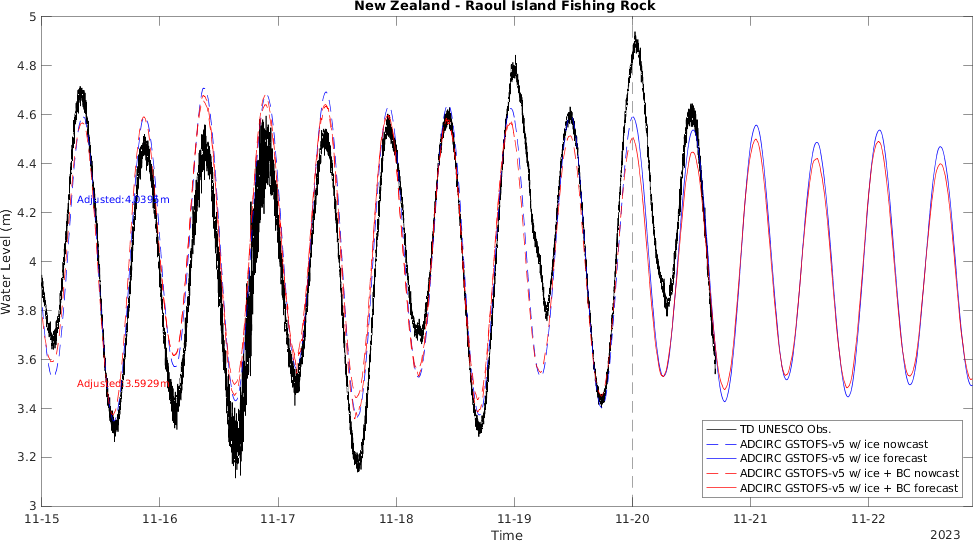 New Zealand - Raoul Island Fishing Rock
5
4.8
4.6
4.4
4.2
4
3.8
3.6
3.4
3.2
3
Water Level (m)
Adjusted:3.5929m
TD UNESCO Obs.
ADCIRC GSTOFS-v5 w/ ice nowcast
ADCIRC GSTOFS-v5 w/ ice forecast
ADCIRC GSTOFS-v5 w/ ice + BC nowcast
ADCIRC GSTOFS-v5 w/ ice + BC forecast
11-15
11-16
11-17
11-18
11-19
11-20
11-21
11-22
Time
2023